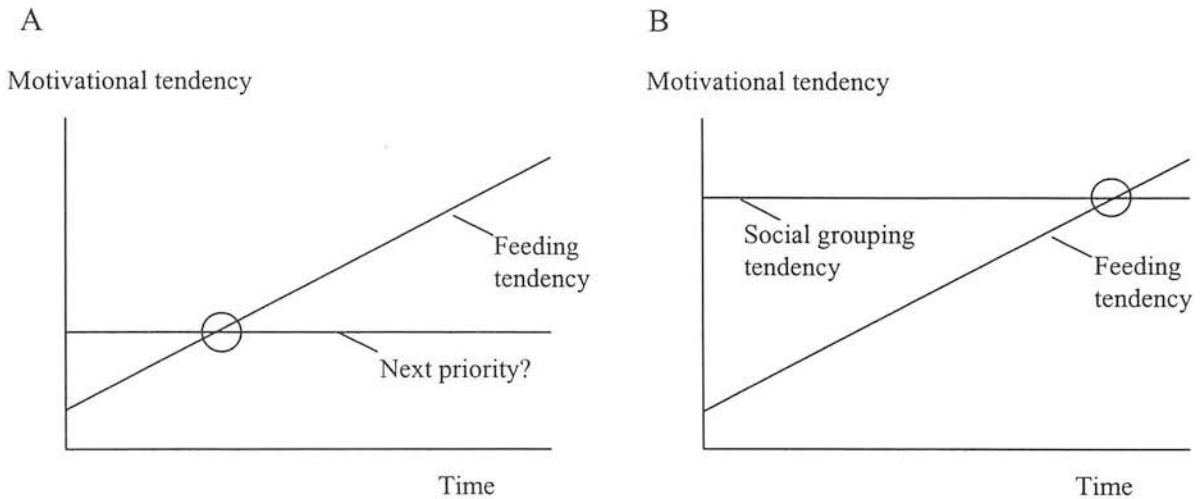 A
Motivational tendency
Feeding
tendency
Next priority?
Time
B
Motivational tendency
Social grouping
tendency
Feeding
tendency
Time